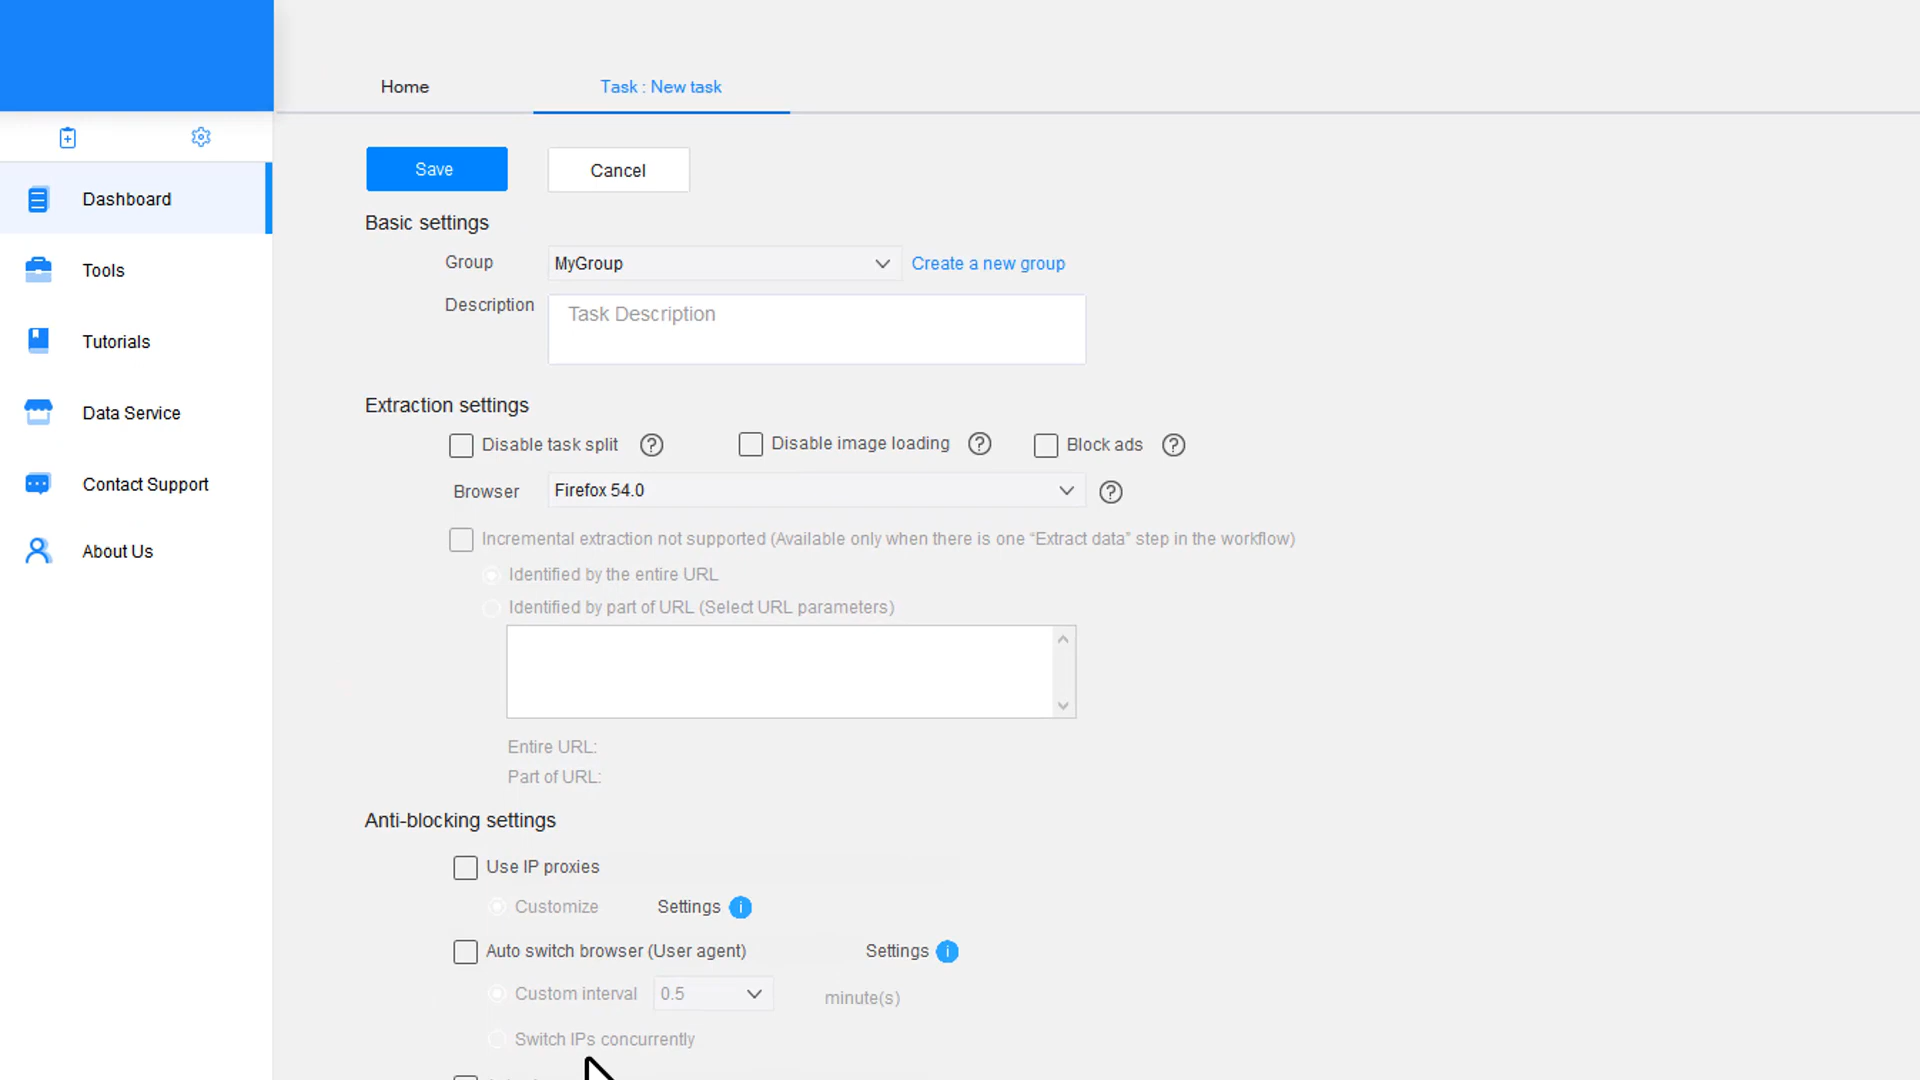 Home
Task : New task
Save
Cancel
Dashboard
Tools
Tutorials
Data Service
Contact Support
About Us
Basic settings
Group
MyGroup
Create a new group
Description
Task Description
Extraction settings
Disable task split
Disable image loading
Block ads
Browser
Firefox 54.0
Incremental extraction not supported (Available only when there is one “Extract data” step in the workflow)
Identified by the entire URL
Identified by part of URL (Select URL parameters)
Entire URL:
Part of URL:
Anti-blocking settings
Use IP proxies
Customize
Settings
Auto switch browser (User agent)
Settings
Custom interval
0.5
minute(s)
Switch IPs concurrently